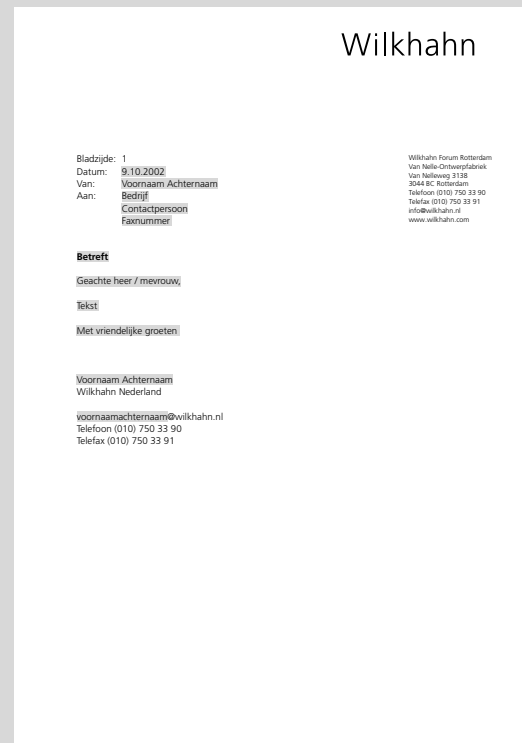 Wilkhahn
Bladzijde: 1
Datum: 9.10.2002
Van: Voornaam Achternaam
Aan: Bedrijf
Contactpersoon
Faxnummer
Wilkhahn Forum Rotterdam
Van Nelle-Ontwerpfabriek
Van Nelleweg 3138
3044 BC Rotterdam
Telefoon (010) 750 33 90
Telefax (010) 750 33 91
info@wilkhahn.nl
www.wilkhahn.com
Betreft
Geachte heer / mevrouw,
Tekst
Met vriendelijke groeten
Voornaam Achternaam
Wilkhahn Nederland
voornaamachternaam@wilkhahn.nl
Telefoon (010) 750 33 90
Telefax (010) 750 33 91